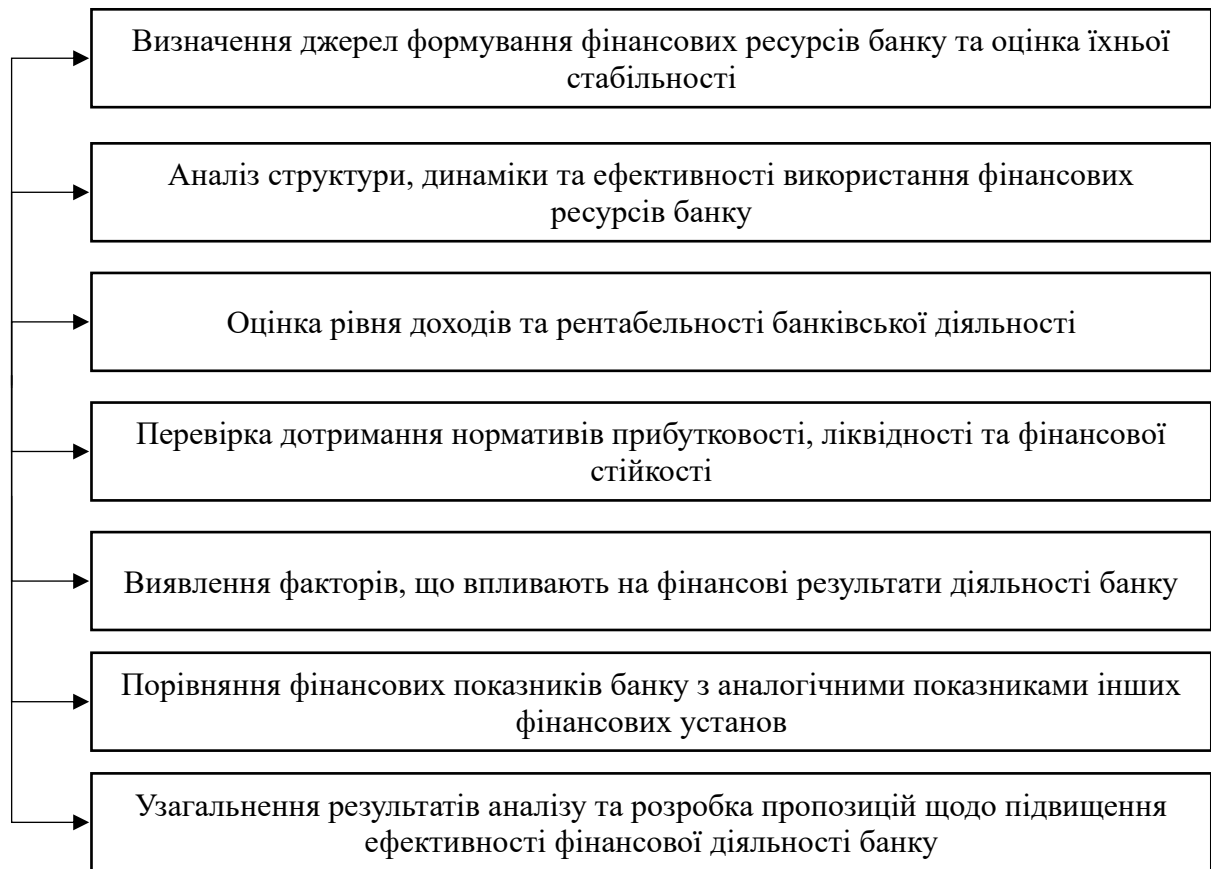 Визначення джерел формування фінансових ресурсів банку та оцінка їхньої
стабільності
Аналіз структури, динаміки та ефективності використання фінансових
ресурсів банку
Оцінка рівня доходів та рентабельності банківської діяльності
Перевірка дотримання нормативів прибутковості, ліквідності та фінансової
стійкості
Виявлення факторів, що впливають на фінансові результати діяльності банку
Порівняння фінансових показників банку з аналогічними показниками інших
фінансових установ
Узагальнення результатів аналізу та розробка пропозицій щодо підвищення
ефективності фінансової діяльності банку